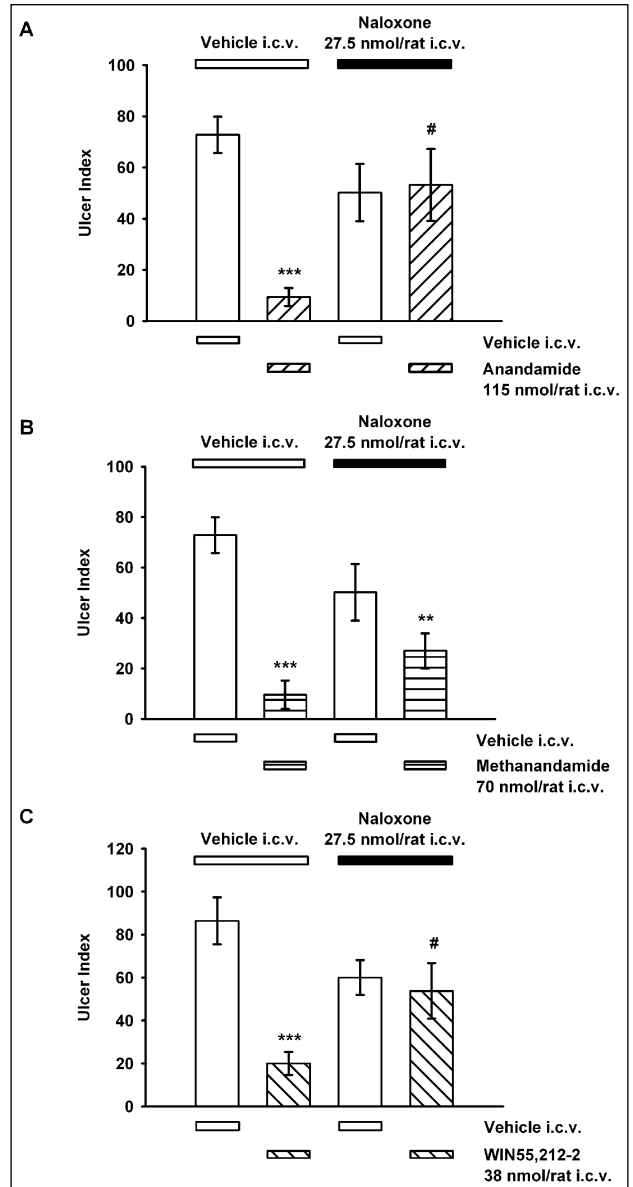 A
Vehicle i.c.v.
Naloxone
27.5 nmol/rat i.c.v.
Ulcer Index
100
80
60
40
20
0
***
#
Vehicle i.c.v.
Anandamide
115 nmol/rat i.c.v.
B
Vehicle i.c.v.
Naloxone
27.5 nmol/rat i.c.v.
Ulcer Index
100
80
60
40
20
0
***
**
Vehicle i.c.v.
Methanandamide
70 nmol/rat i.c.v.
C
Vehicle i.c.v.
Naloxone
27.5 nmol/rat i.c.v.
Ulcer Index
120
100
80
60
40
20
0
***
#
Vehicle i.c.v.
WIN55,212-2
38 nmol/rat i.c.v.